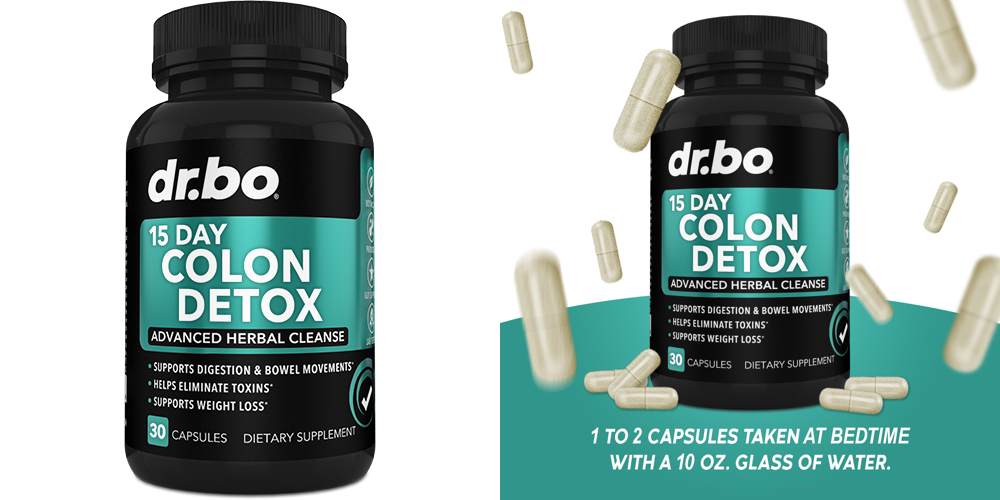 dr.bo®
15 DAY
COLON
DETOX
ADVANCED HERBAL CLEANSE
• SUPPORTS DIGESTION & BOWEL MOVEMENTS*
• HELPS ELIMINATE TOXINS*
• SUPPORTS WEIGHT LOSS*
30 CAPSULES DIETARY SUPPLEMENT
dr.bo®
15 DAY
COLON
DETOX
ADVANCED HERBAL CLEANSE
• SUPPORTS DIGESTION & BOWEL MOVEMENTS*
• HELPS ELIMINATE TOXINS*
• SUPPORTS WEIGHT LOSS*
30 CAPSULES DIETARY SUPPLEMENT
1 TO 2 CAPSULES TAKEN AT BEDTIME
WITH A 10 OZ. GLASS OF WATER.